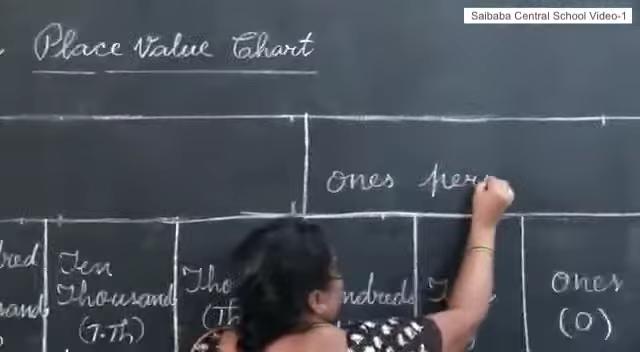 Saibaba Central School Video-1
Place Value Chart
ones per
Ten
Thousand
(T.Th)
Ones
(O)